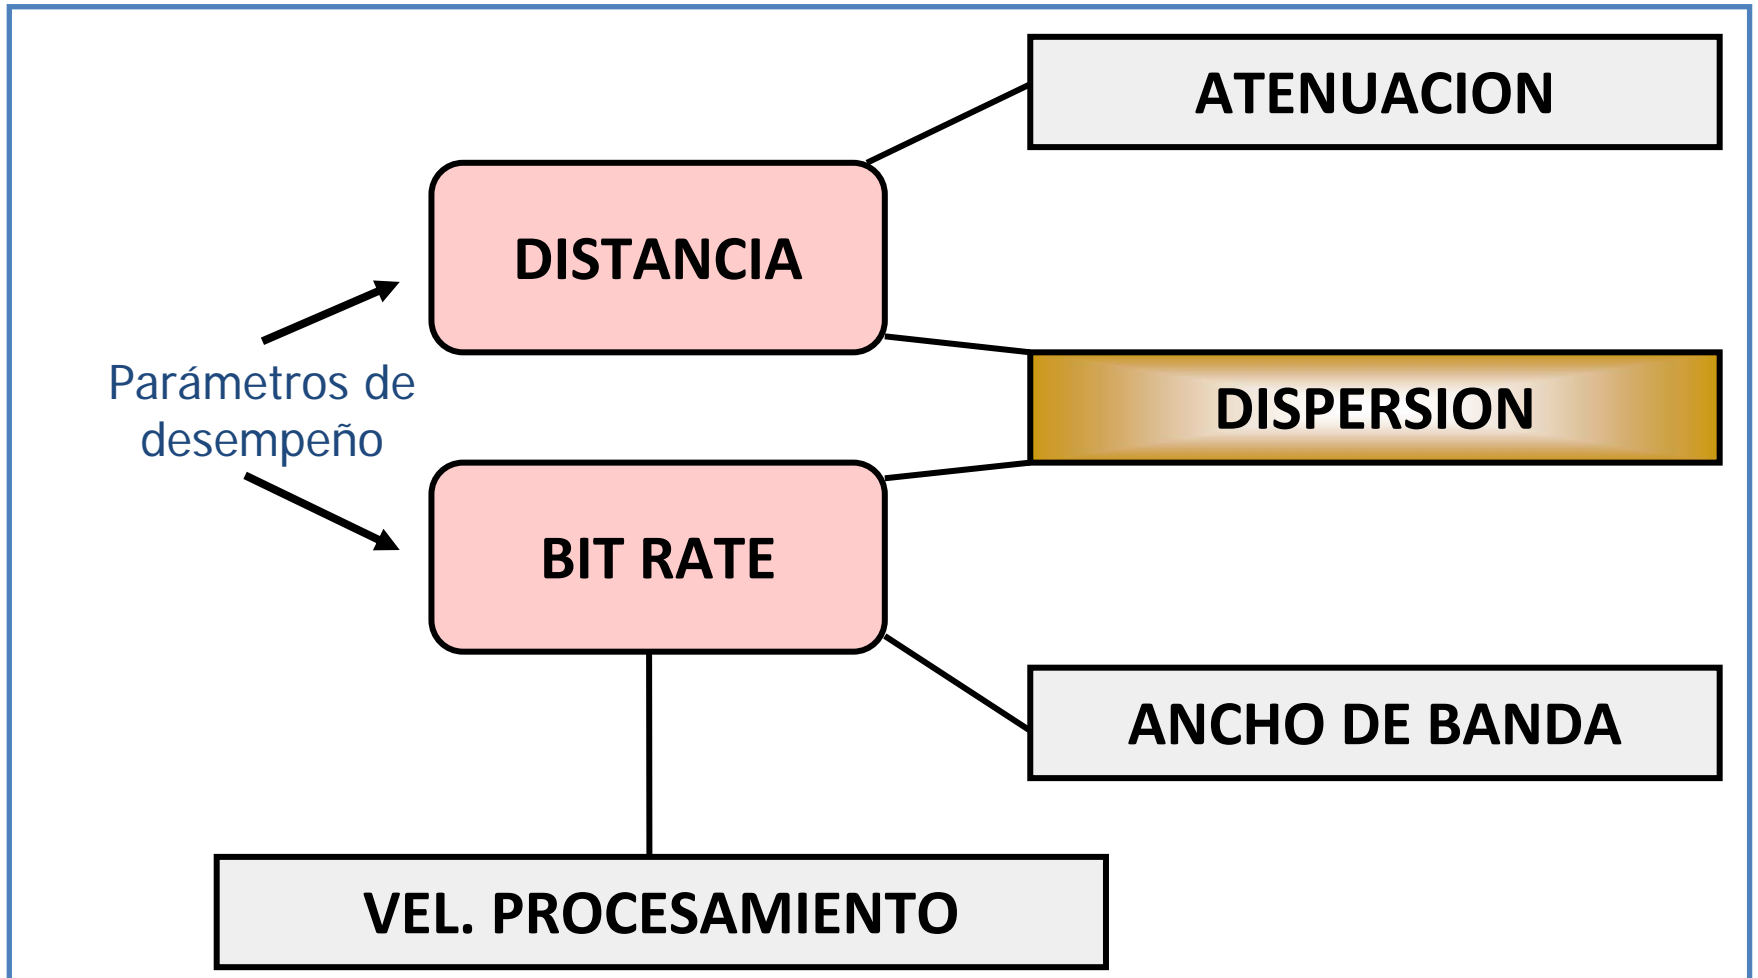 ATENUACION
DISTANCIA
Parámetros de
desempeño
DISPERSION
BIT RATE
ANCHO DE BANDA
VEL. PROCESAMIENTO